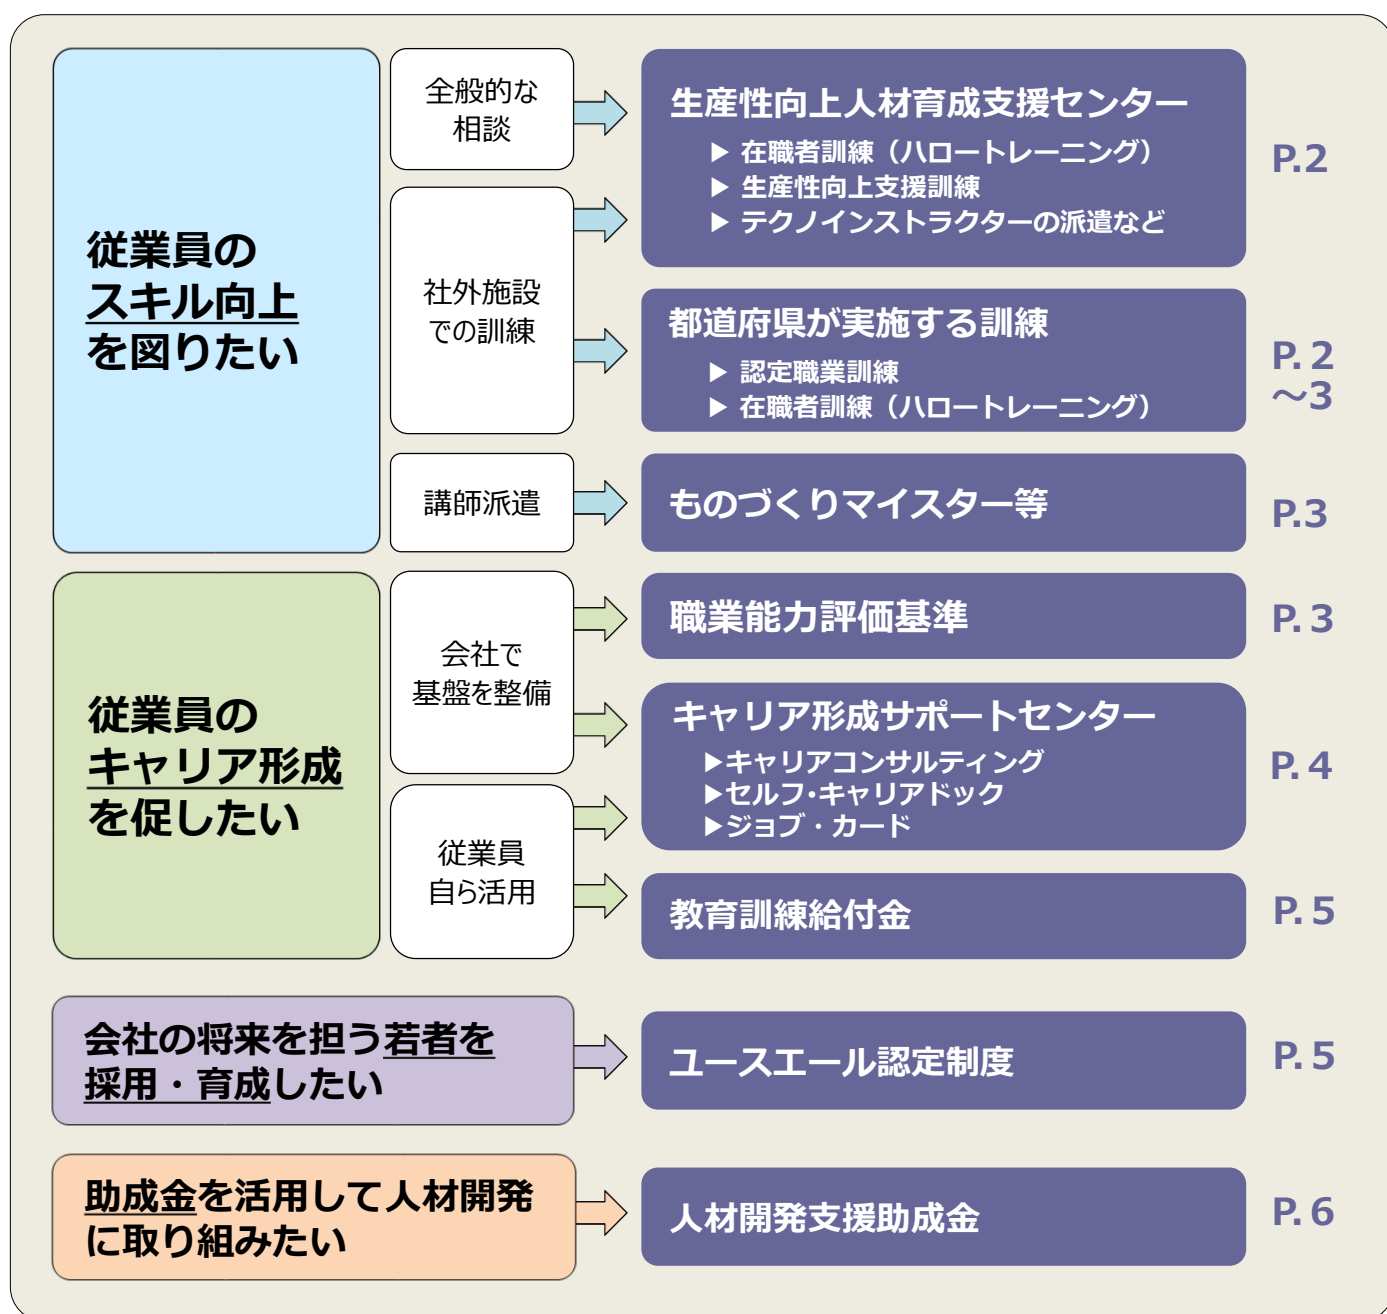 従業員の
スキル向上
を図りたい
全般的な
相談
社外施設
での訓練
講師派遣
生産性向上人材育成支援センター
▶ 在職者訓練（ハロートレーニング）
▶ 生産性向上支援訓練
▶ テクノインストラクターの派遣など
P.2
都道府県が実施する訓練
▶ 認定職業訓練
▶ 在職者訓練（ハロートレーニング）
P.2
～3
ものづくりマイスター等
P.3
従業員の
キャリア形成
を促したい
会社で
基盤を整備
従業員
自ら活用
職業能力評価基準
P.3
キャリア形成サポートセンター
▶キャリアコンサルティング
▶セルフ・キャリアドック
▶ジョブ・カード
P.4
教育訓練給付金
P.5
会社の将来を担う若者を
採用・育成したい
ユースエール認定制度
P.5
助成金を活用して人材開発
に取り組みたい
人材開発支援助成金
P.6